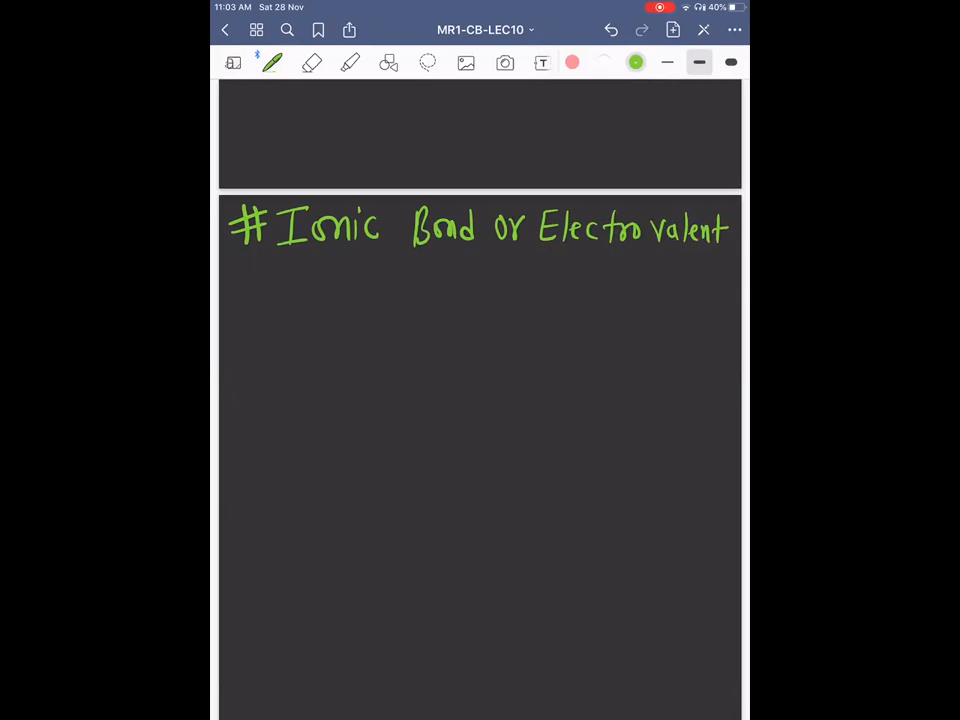 11:03 AM Sat 28 Nov 40%
MR1-CB-LEC10
T
# Ionic Bond or Electrovalent